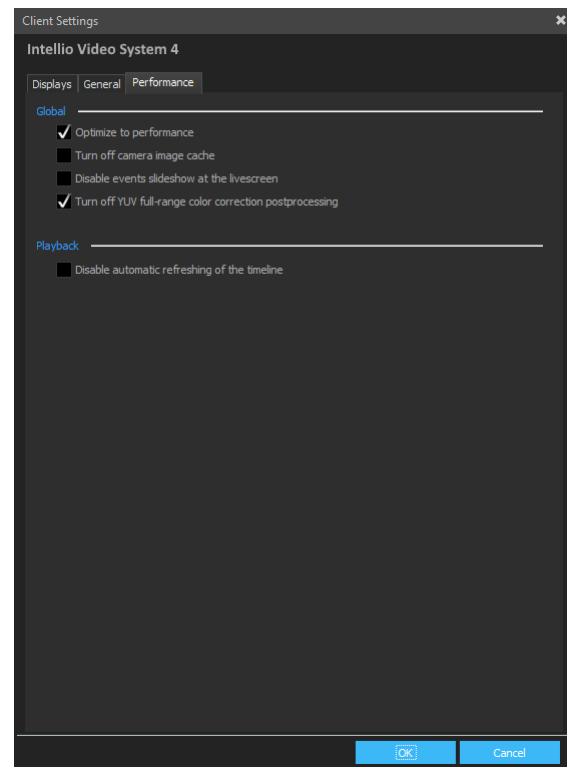 Client Settings
Intellio Video System 4
Displays General Performance
Global
Optimize to performance
Turn off camera image cache
Disable events slideshow at the livescreen
Turn off YUV full-range color correction postprocessing
Playback
Disable automatic refreshing of the timeline
OK Cancel